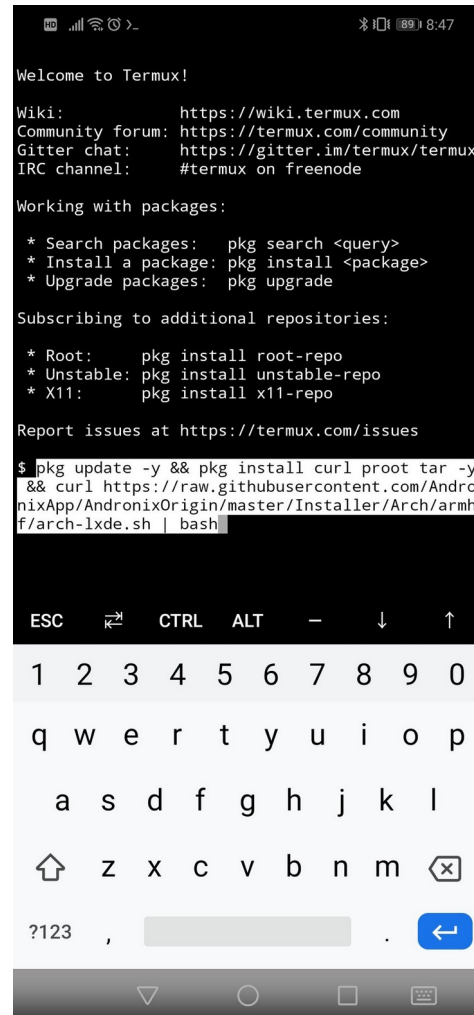 HD 89 8:47
Welcome to Termux!
Wiki: https://wiki.termux.com
Community forum: https://termux.com/community
Gitter chat: https://gitter.im/termux/termux
IRC channel: #termux on freenode
Working with packages:
* Search packages: pkg search <query>
* Install a package: pkg install <package>
* Upgrade packages: pkg upgrade
Subscribing to additional repositories:
* Root: pkg install root-repo
* Unstable: pkg install unstable-repo
* X11: pkg install x11-repo
Report issues at https://termux.com/issues
$ pkg update -y && pkg install curl proot tar -y
&& curl https://raw.githubusercontent.com/Andro
nixApp/AndronixOrigin/master/Installer/Arch/armh
f/arch-lxde.sh | bash
ESC CTRL ALT – ↓ ↑
1 2 3 4 5 6 7 8 9 0
q w e r t y u i o p
a s d f g h j k l
z x c v b n m
?123 , .